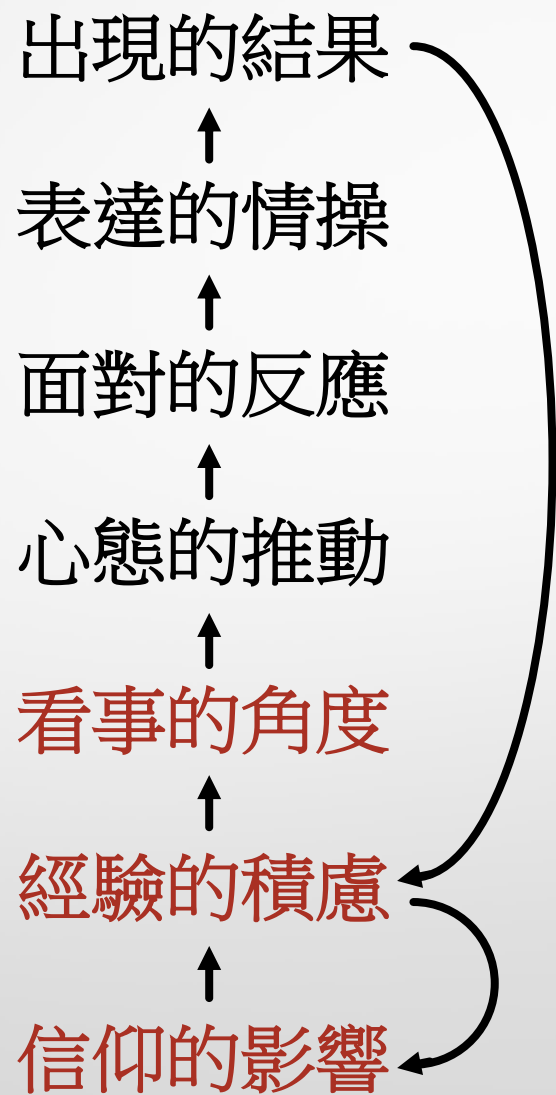 出現的結果
表達的情操
面對的反應
心態的推動
看事的角度
經驗的積慮
信仰的影響